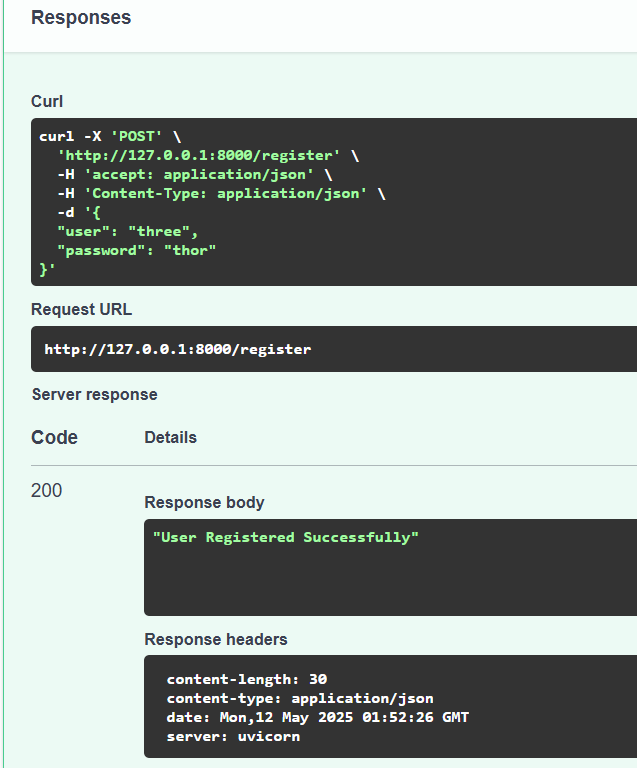 Responses
Curl
curl -X 'POST' \
  'http://127.0.0.1:8000/register' \
  -H 'accept: application/json' \
  -H 'Content-Type: application/json' \
  -d '{
  "user": "three",
  "password": "thor"
}'
Request URL
http://127.0.0.1:8000/register
Server response
Code Details
200
Response body
"User Registered Successfully"
Response headers
content-length: 30
content-type: application/json
date: Mon,12 May 2025 01:52:26 GMT
server: uvicorn